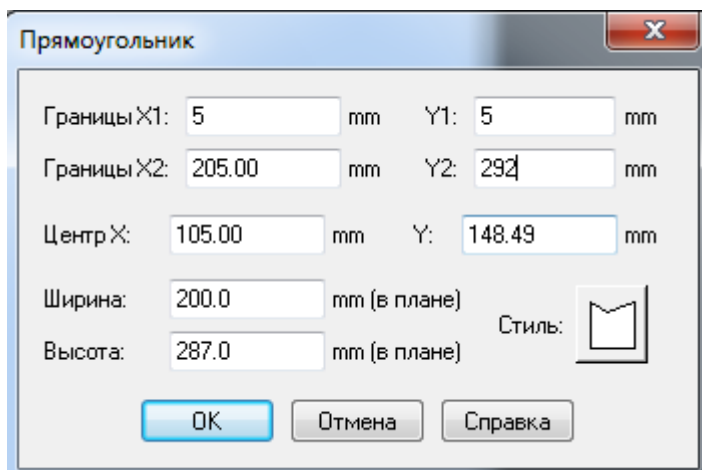 Прямоугольник
Границы X1: 5 mm Y1: 5 mm
Границы X2: 205.00 mm Y2: 292 mm
Центр X: 105.00 mm Y: 148.49 mm
Ширина: 200.0 mm (в плане)
Стиль:
Высота: 287.0 mm (в плане)
OK Отмена Справка